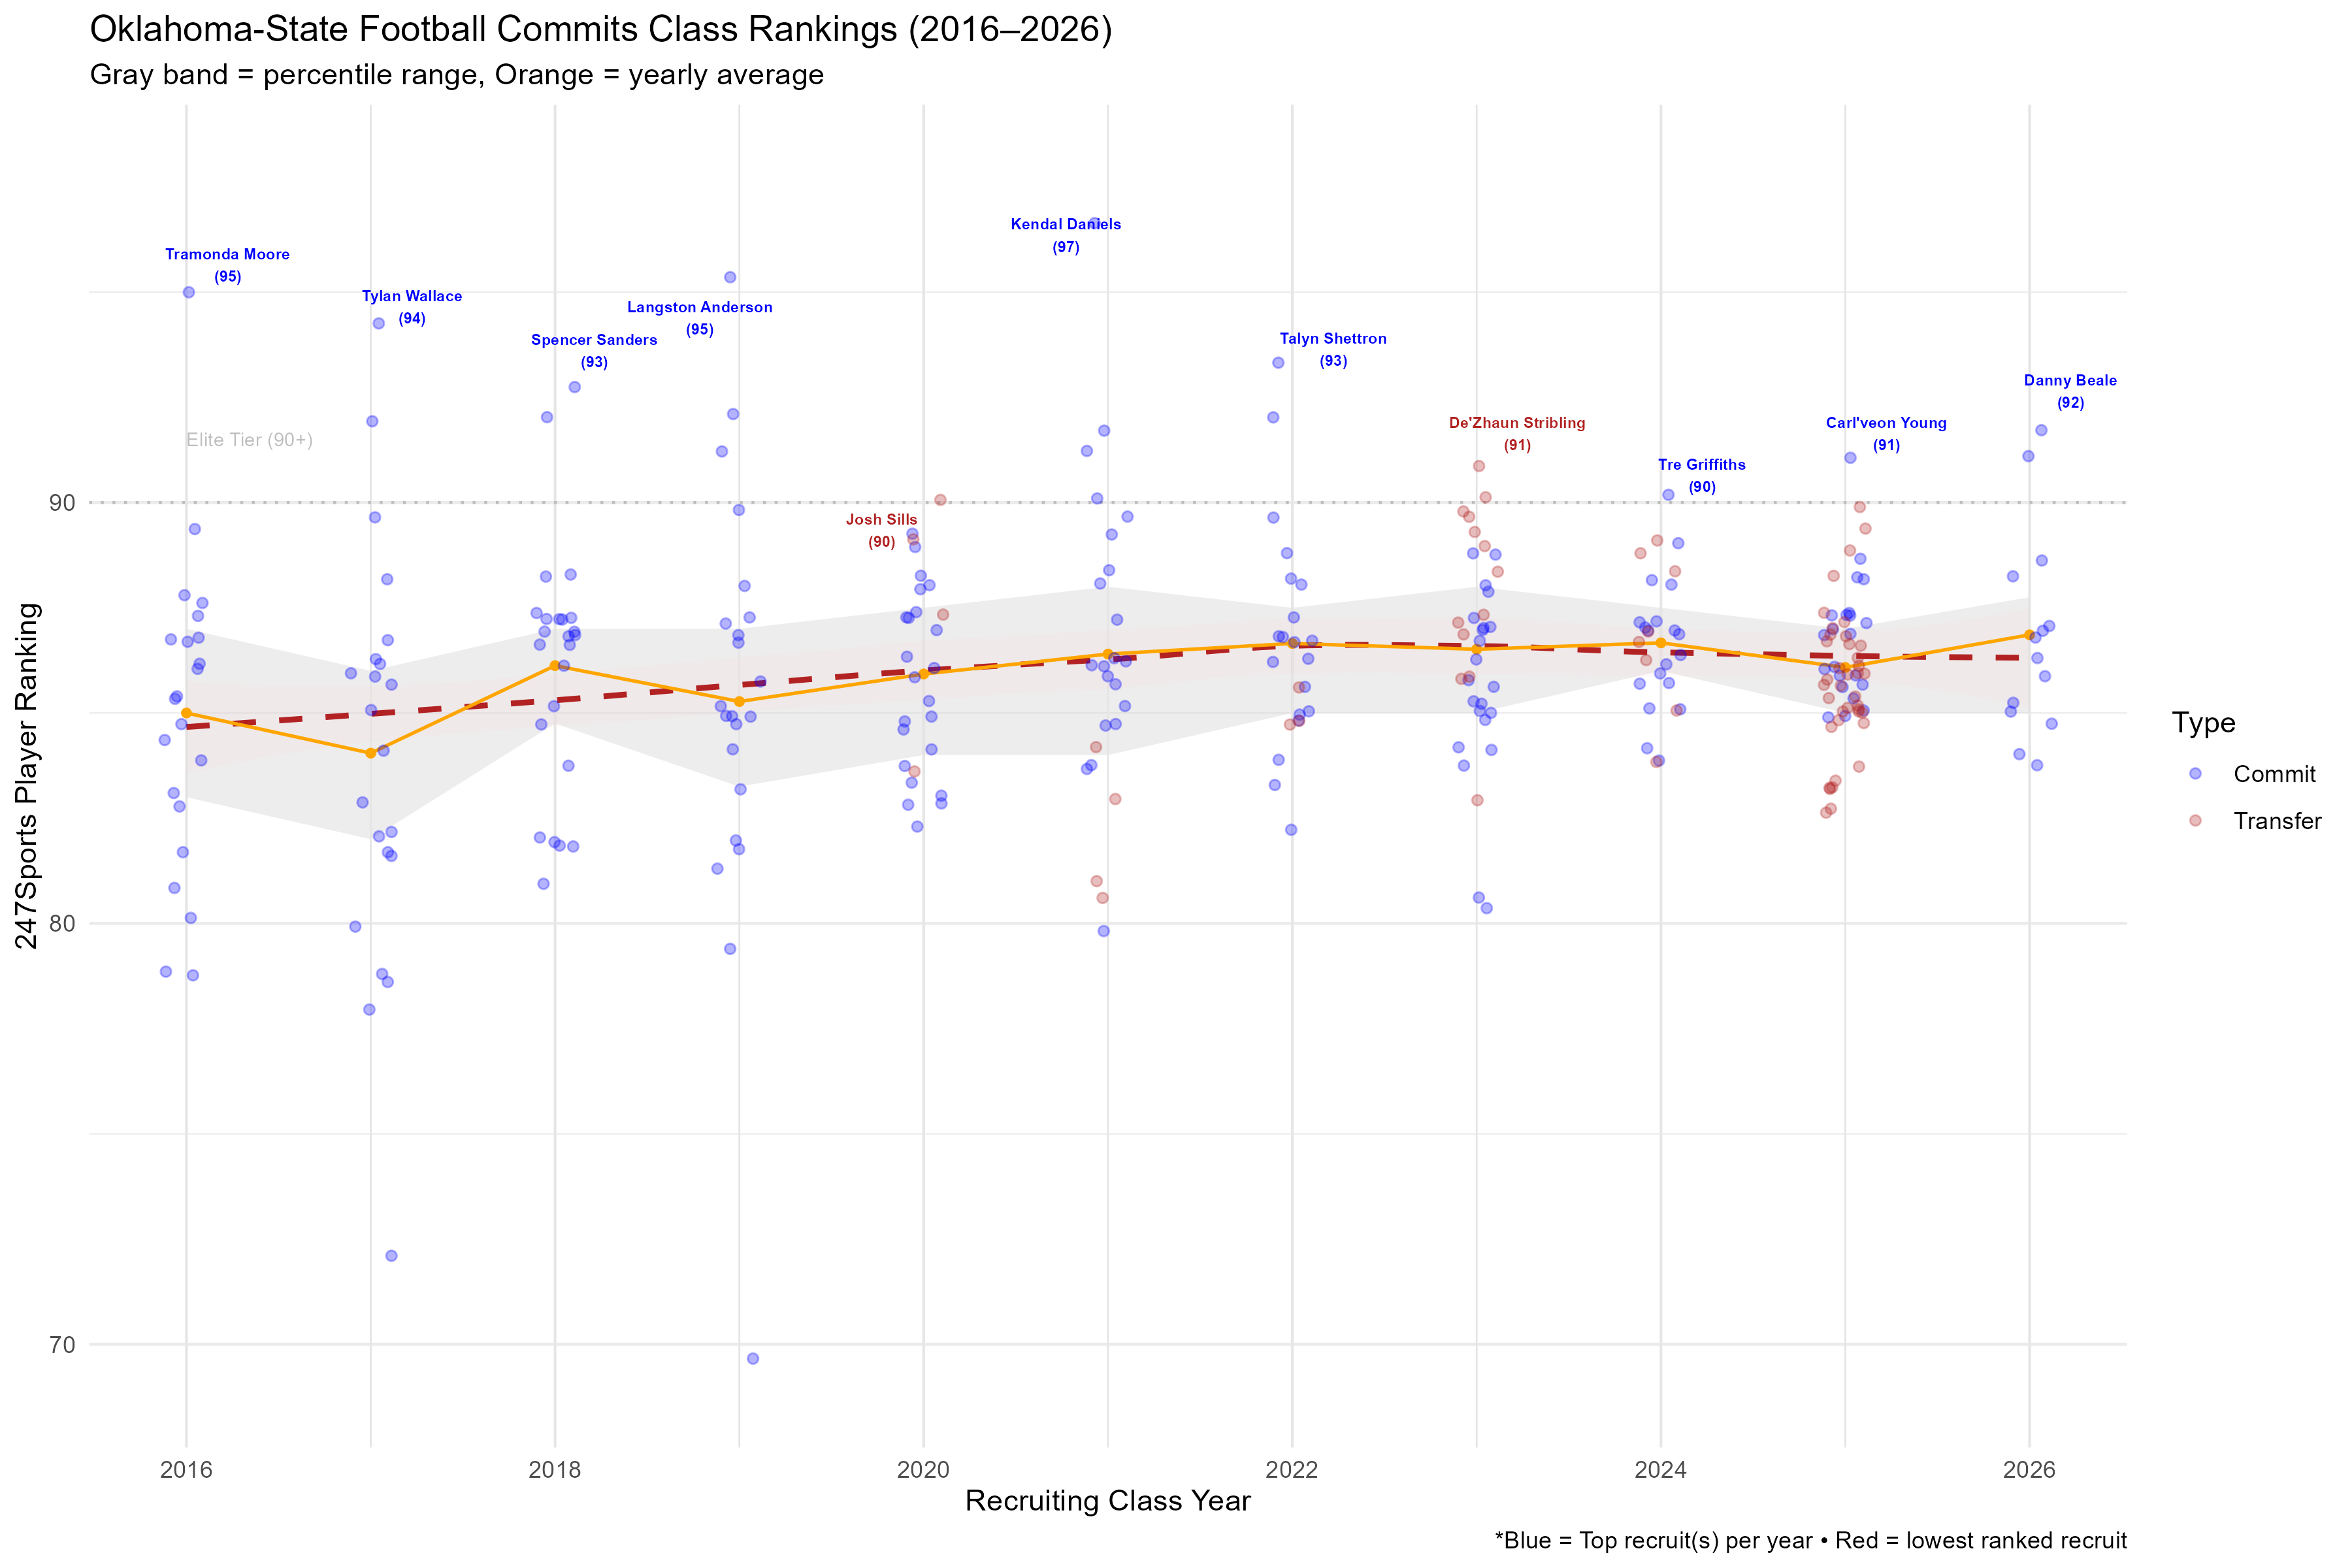 Oklahoma-State Football Commits Class Rankings (2016–2026)
Gray band = percentile range, Orange = yearly average
Kendal Daniels
(97)
Tramonda Moore
(95)
Tylan Wallace
(94)
Langston Anderson
(95)
Spencer Sanders
(93)
Talyn Shettron
(93)
Danny Beale
(92)
De'Zhaun Stribling
(91)
Carl'veon Young
(91)
Elite Tier (90+)
Tre Griffiths
(90)
Josh Sills
(90)
90
80
70
247Sports Player Ranking
Type
Commit
Transfer
2016
2018
2020
2022
2024
2026
Recruiting Class Year
*Blue = Top recruit(s) per year • Red = lowest ranked recruit